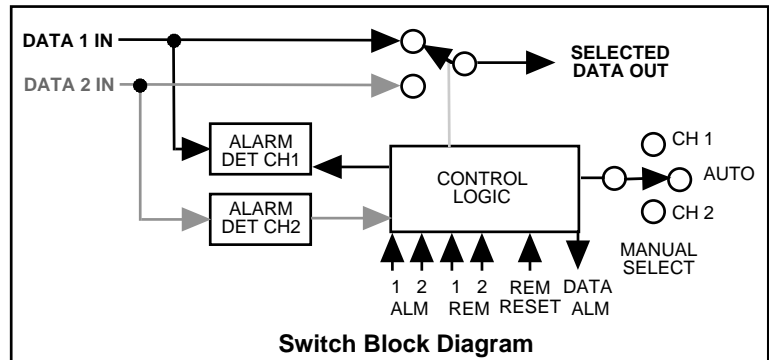 DATA 1 IN
SELECTED
DATA OUT
DATA 2 IN
ALARM
DET CH1
CH 1
CONTROL
LOGIC
AUTO
ALARM
DET CH2
CH 2
MANUAL
SELECT
1 2 1 2 REM DATA
ALM REM RESET ALM
Switch Block Diagram